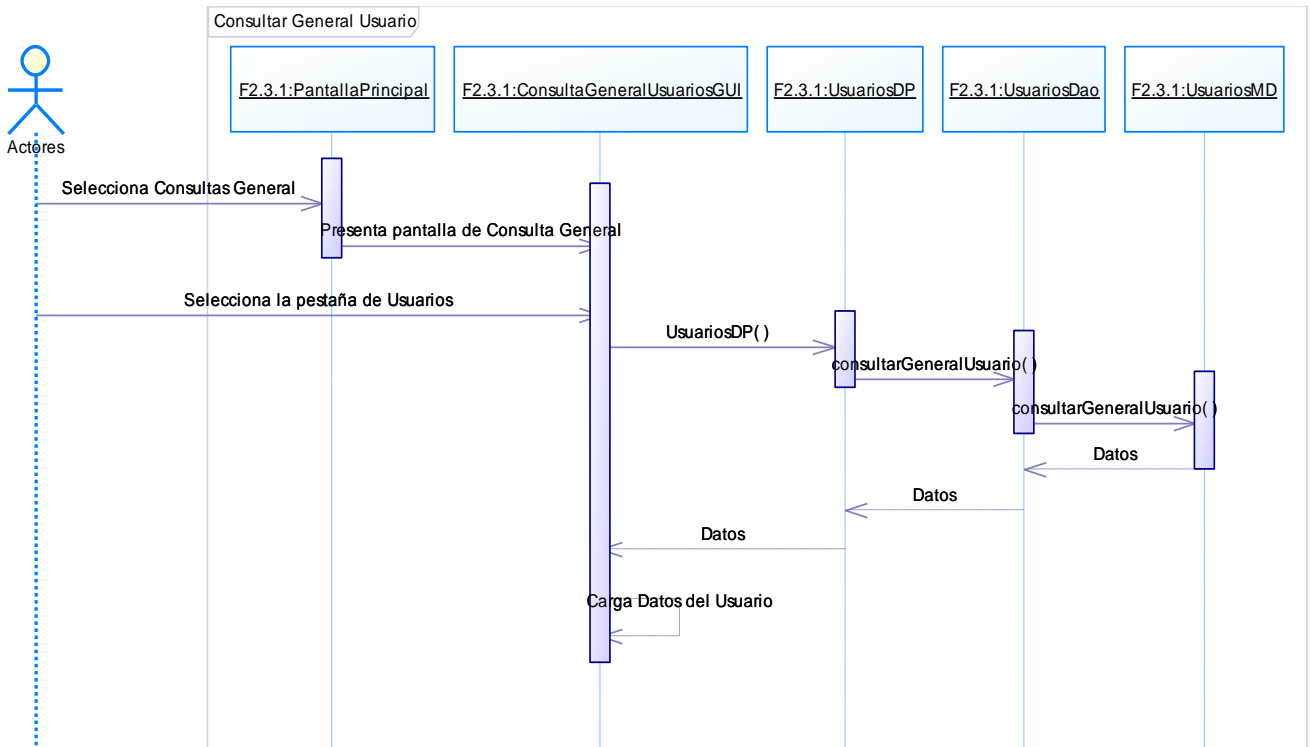 Consultar General Usuario
F2.3.1:PantallaPrincipal
F2.3.1:ConsultaGeneralUsuariosGUI
F2.3.1:UsuariosDP
F2.3.1:UsuariosDao
F2.3.1:UsuariosMD
Actores
Selecciona Consultas General
Presenta pantalla de Consulta General
Selecciona la pestaña de Usuarios
UsuariosDP( )
consultarGeneralUsuario( )
consultarGeneralUsuario( )
Datos
Datos
Datos
Carga Datos del Usuario